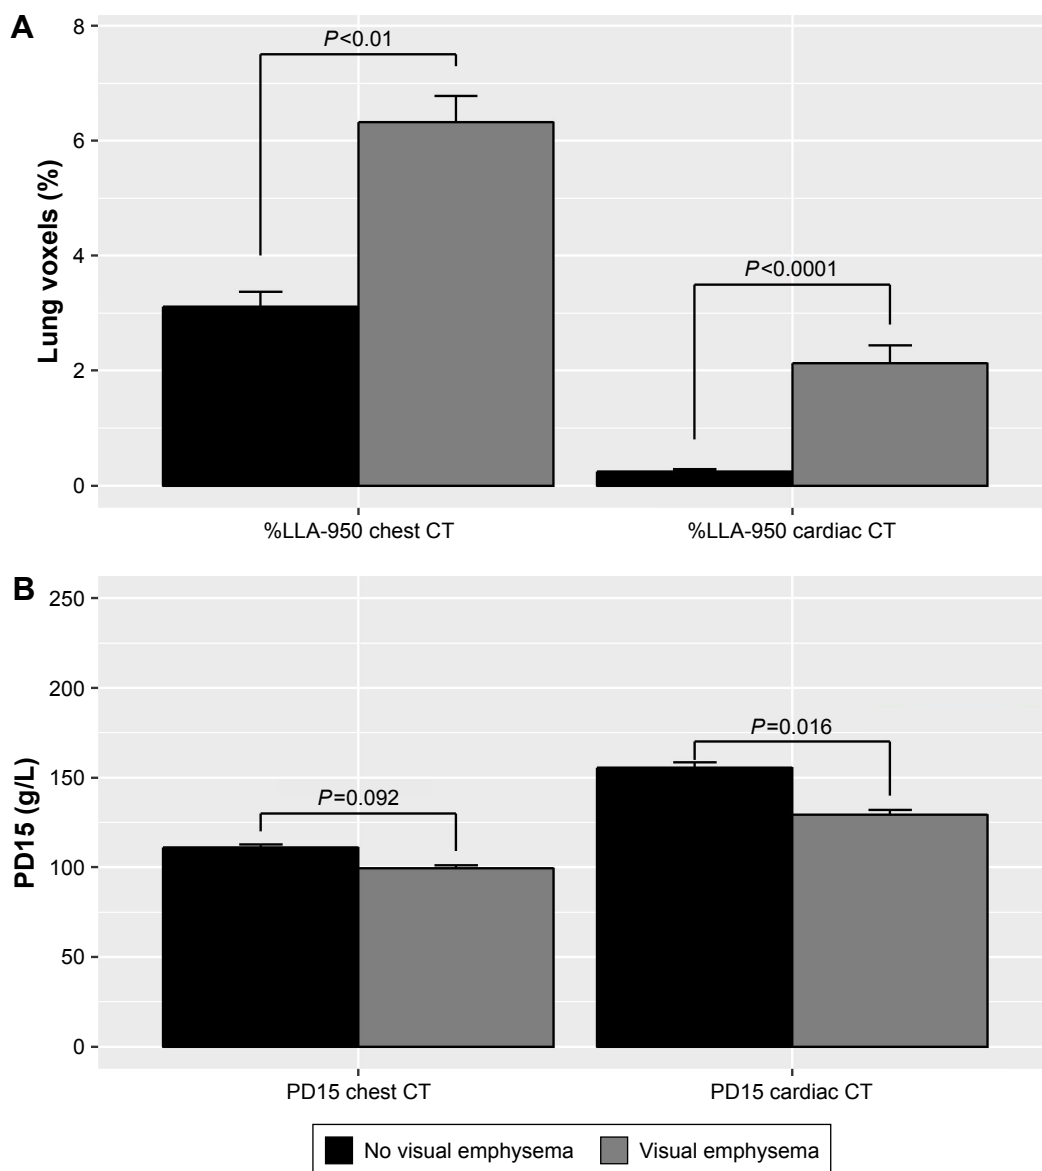 A
8
6
4
2
0
Lung voxels (%)
P<0.01
P<0.0001
%LLA-950 chest CT
%LLA-950 cardiac CT
B
250
200
150
100
50
0
PD15 (g/L)
P=0.092
P=0.016
PD15 chest CT
PD15 cardiac CT
No visual emphysema
Visual emphysema